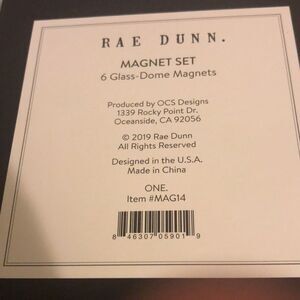 RAE DUNN.
MAGNET SET
6 Glass-Dome Magnets
Produced by OCS Designs
1339 Rocky Point Dr.
Oceanside, CA 92056
© 2019 Rae Dunn
All Rights Reserved
Designed in the U.S.A.
Made in China
ONE.
Item #MAG14
8 46307 05901 9